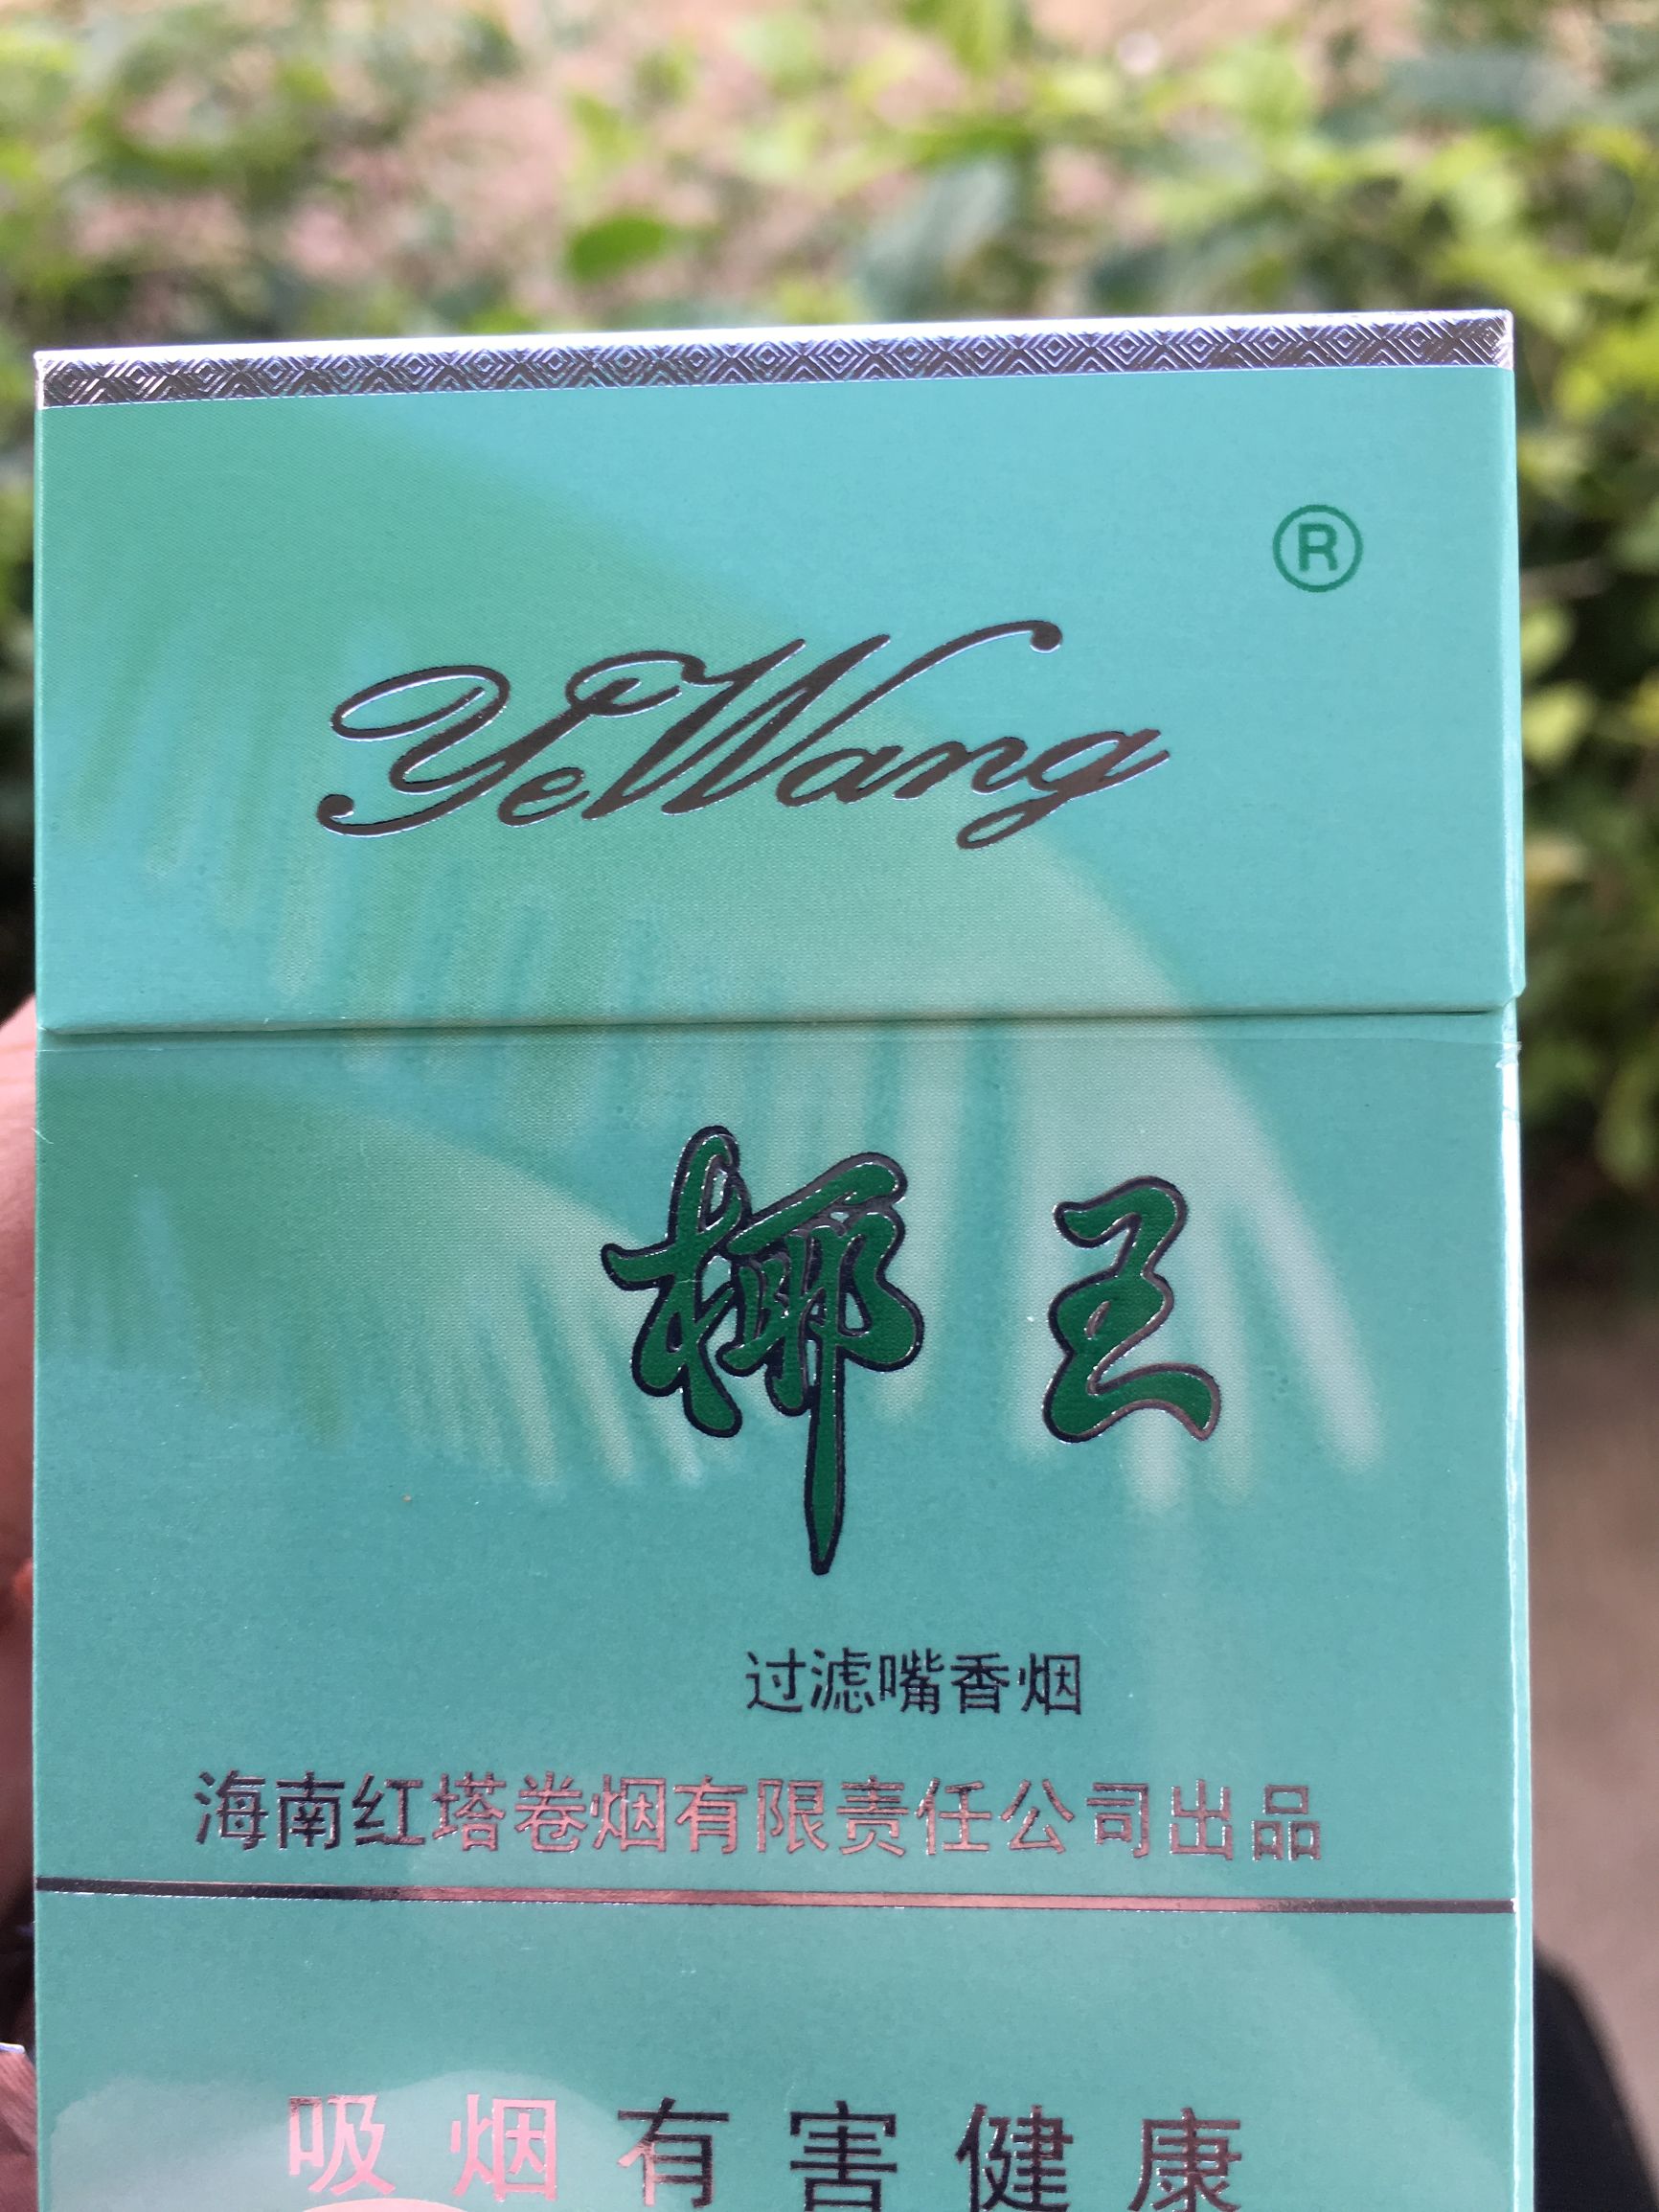 ®
YeWang
椰王
过滤嘴香烟
海南红塔卷烟有限责任公司出品
吸烟有害健康